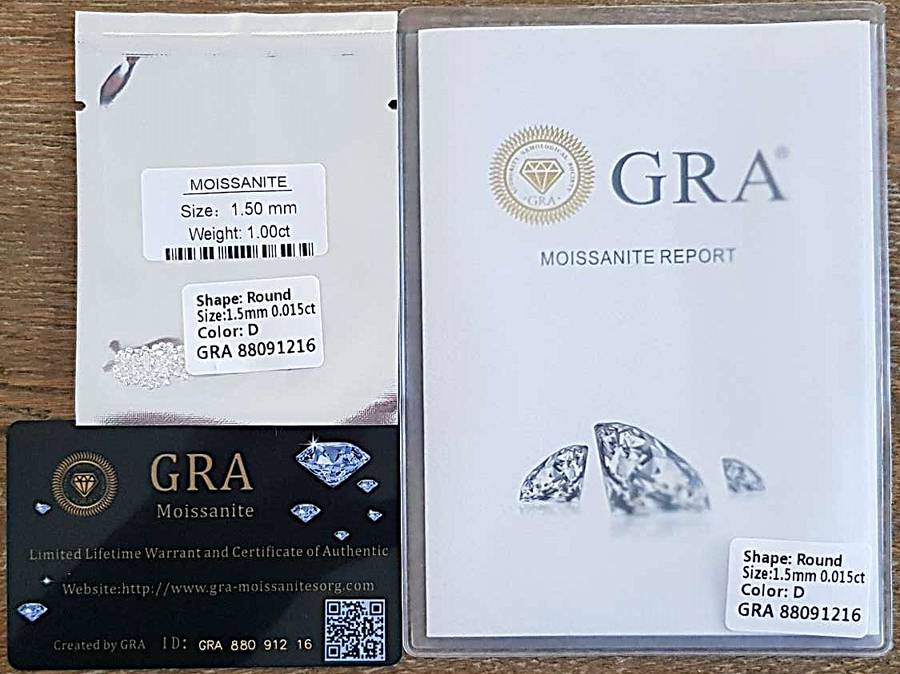 MOISSANITE
Size: 1.50 mm
Weight: 1.00ct
Shape: Round
Size:1.5mm 0.015ct
Color: D
GRA 88091216
GRA
Moissanite
Limited Lifetime Warrant and Certificate of Authentic
Website:http://www.gra-moissanitesorg.com
Created by GRA ID: GRA 880 912 16
GRA
GRA®
MOISSANITE REPORT
Shape: Round
Size:1.5mm 0.015ct
Color: D
GRA 88091216